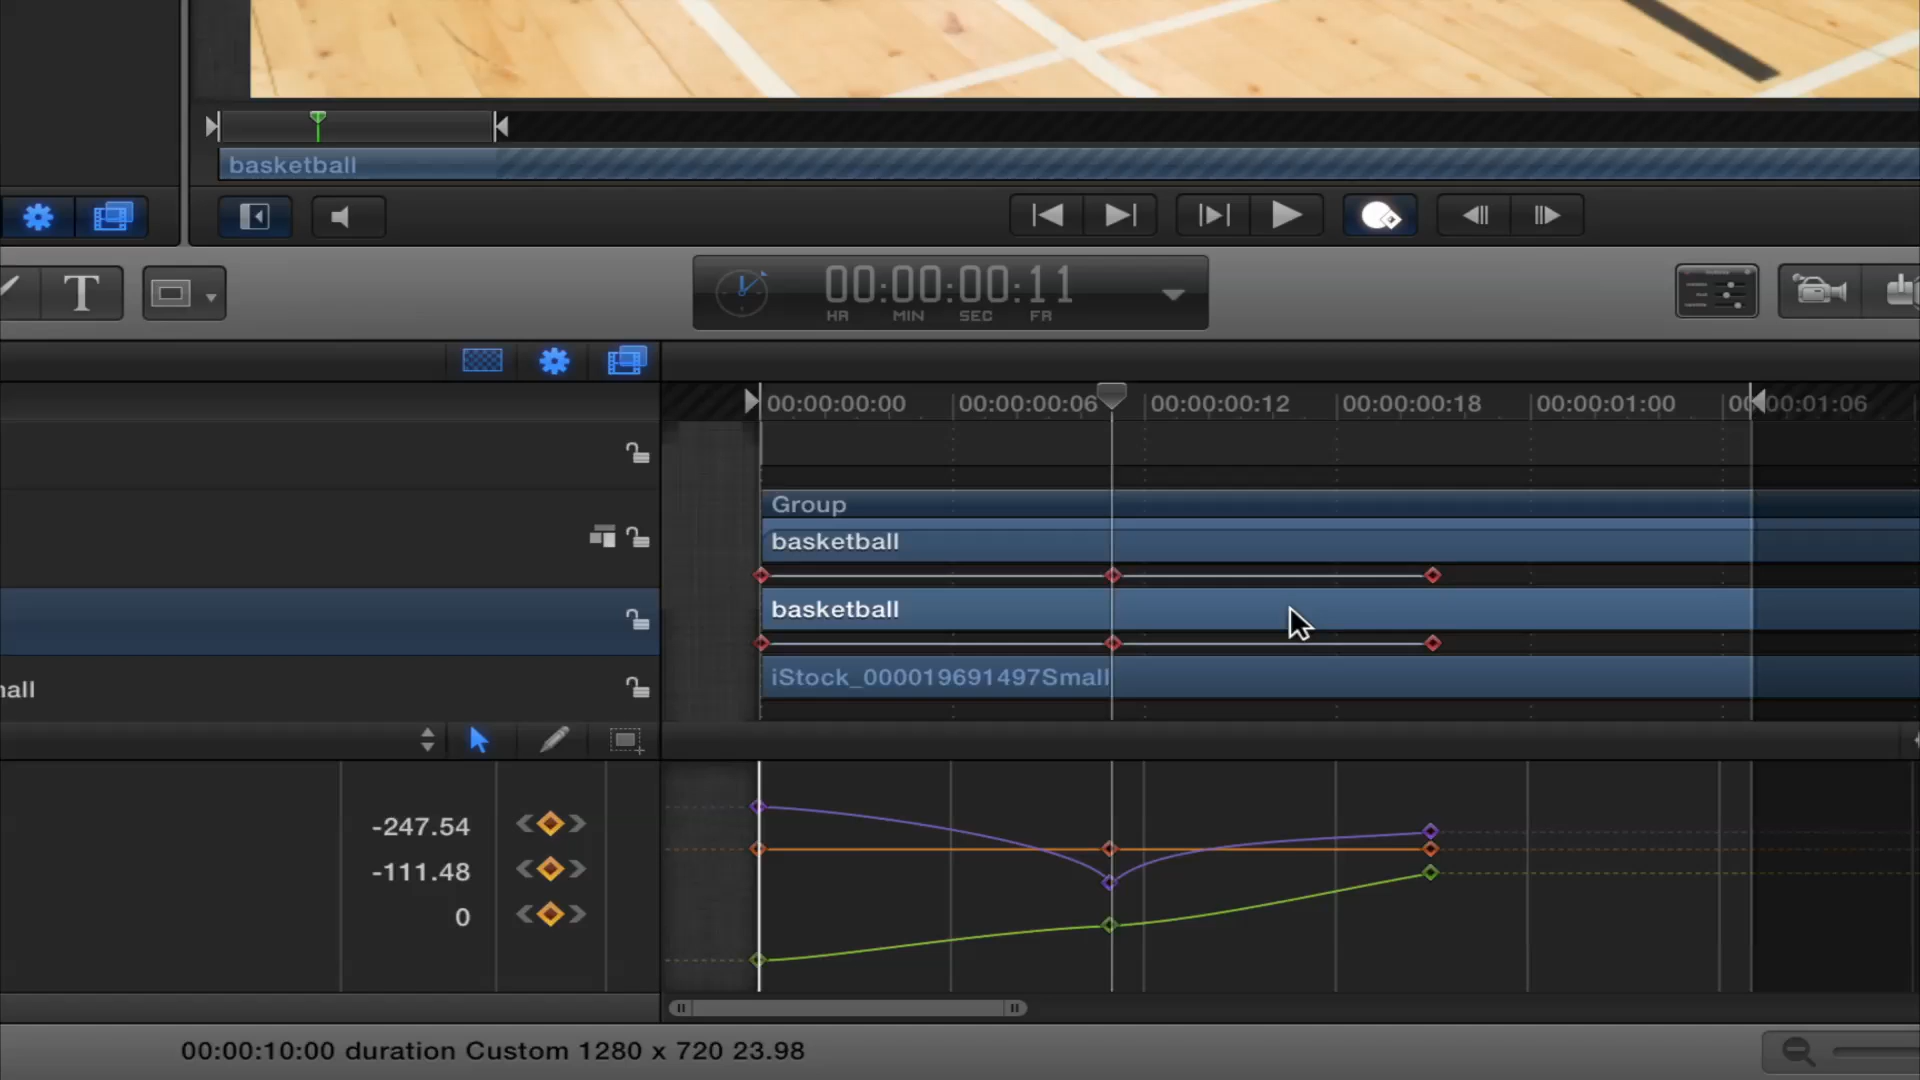 basketball
T
00:00:00:11
HR MIN SEC FR
00:00:00:00 00:00:00:06 00:00:00:12 00:00:00:18 00:00:01:00 00:00:01:06
Group
basketball
basketball
iStock_000019691497Small
nall
-247.54
-111.48
0
00:00:10:00 duration Custom 1280 x 720 23.98